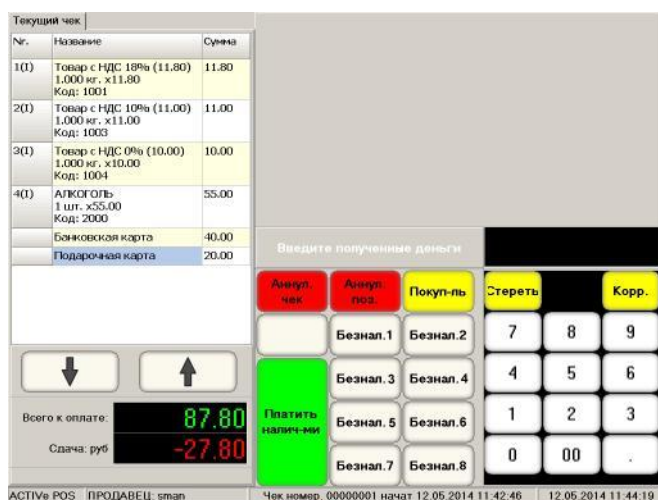 Текущий чек
Nr. Название Сумма
1(I) Товар с НДС 18% (11.80) 11.80
1.000 кг. x11.80
Код: 1001
2(I) Товар с НДС 10% (11.00) 11.00
1.000 кг. x11.00
Код: 1003
3(I) Товар с НДС 0% (10.00) 10.00
1.000 кг. x10.00
Код: 1004
4(I) АЛКОГОЛЬ 55.00
1 шт. x55.00
Код: 2000
Банковская карта 40.00
Подарочная карта 20.00
Введите полученные деньги
Аннул. чек
Аннул. поз.
Покуп-ль
Стереть
Корр.
Безнал.1 Безнал.2
7 8 9
Безнал.3 Безнал.4
4 5 6
Платить
налич-ми
Безнал.5 Безнал.6
1 2 3
Безнал.7 Безнал.8
0 00 .
Всего к оплате: 87.80
Сдача: руб -27.80
ACTIVe POS ПРОДАВЕЦ: sman Чек номер. 00000001 начат 12.05.2014 11:42:46 12.05.2014 11:44:19